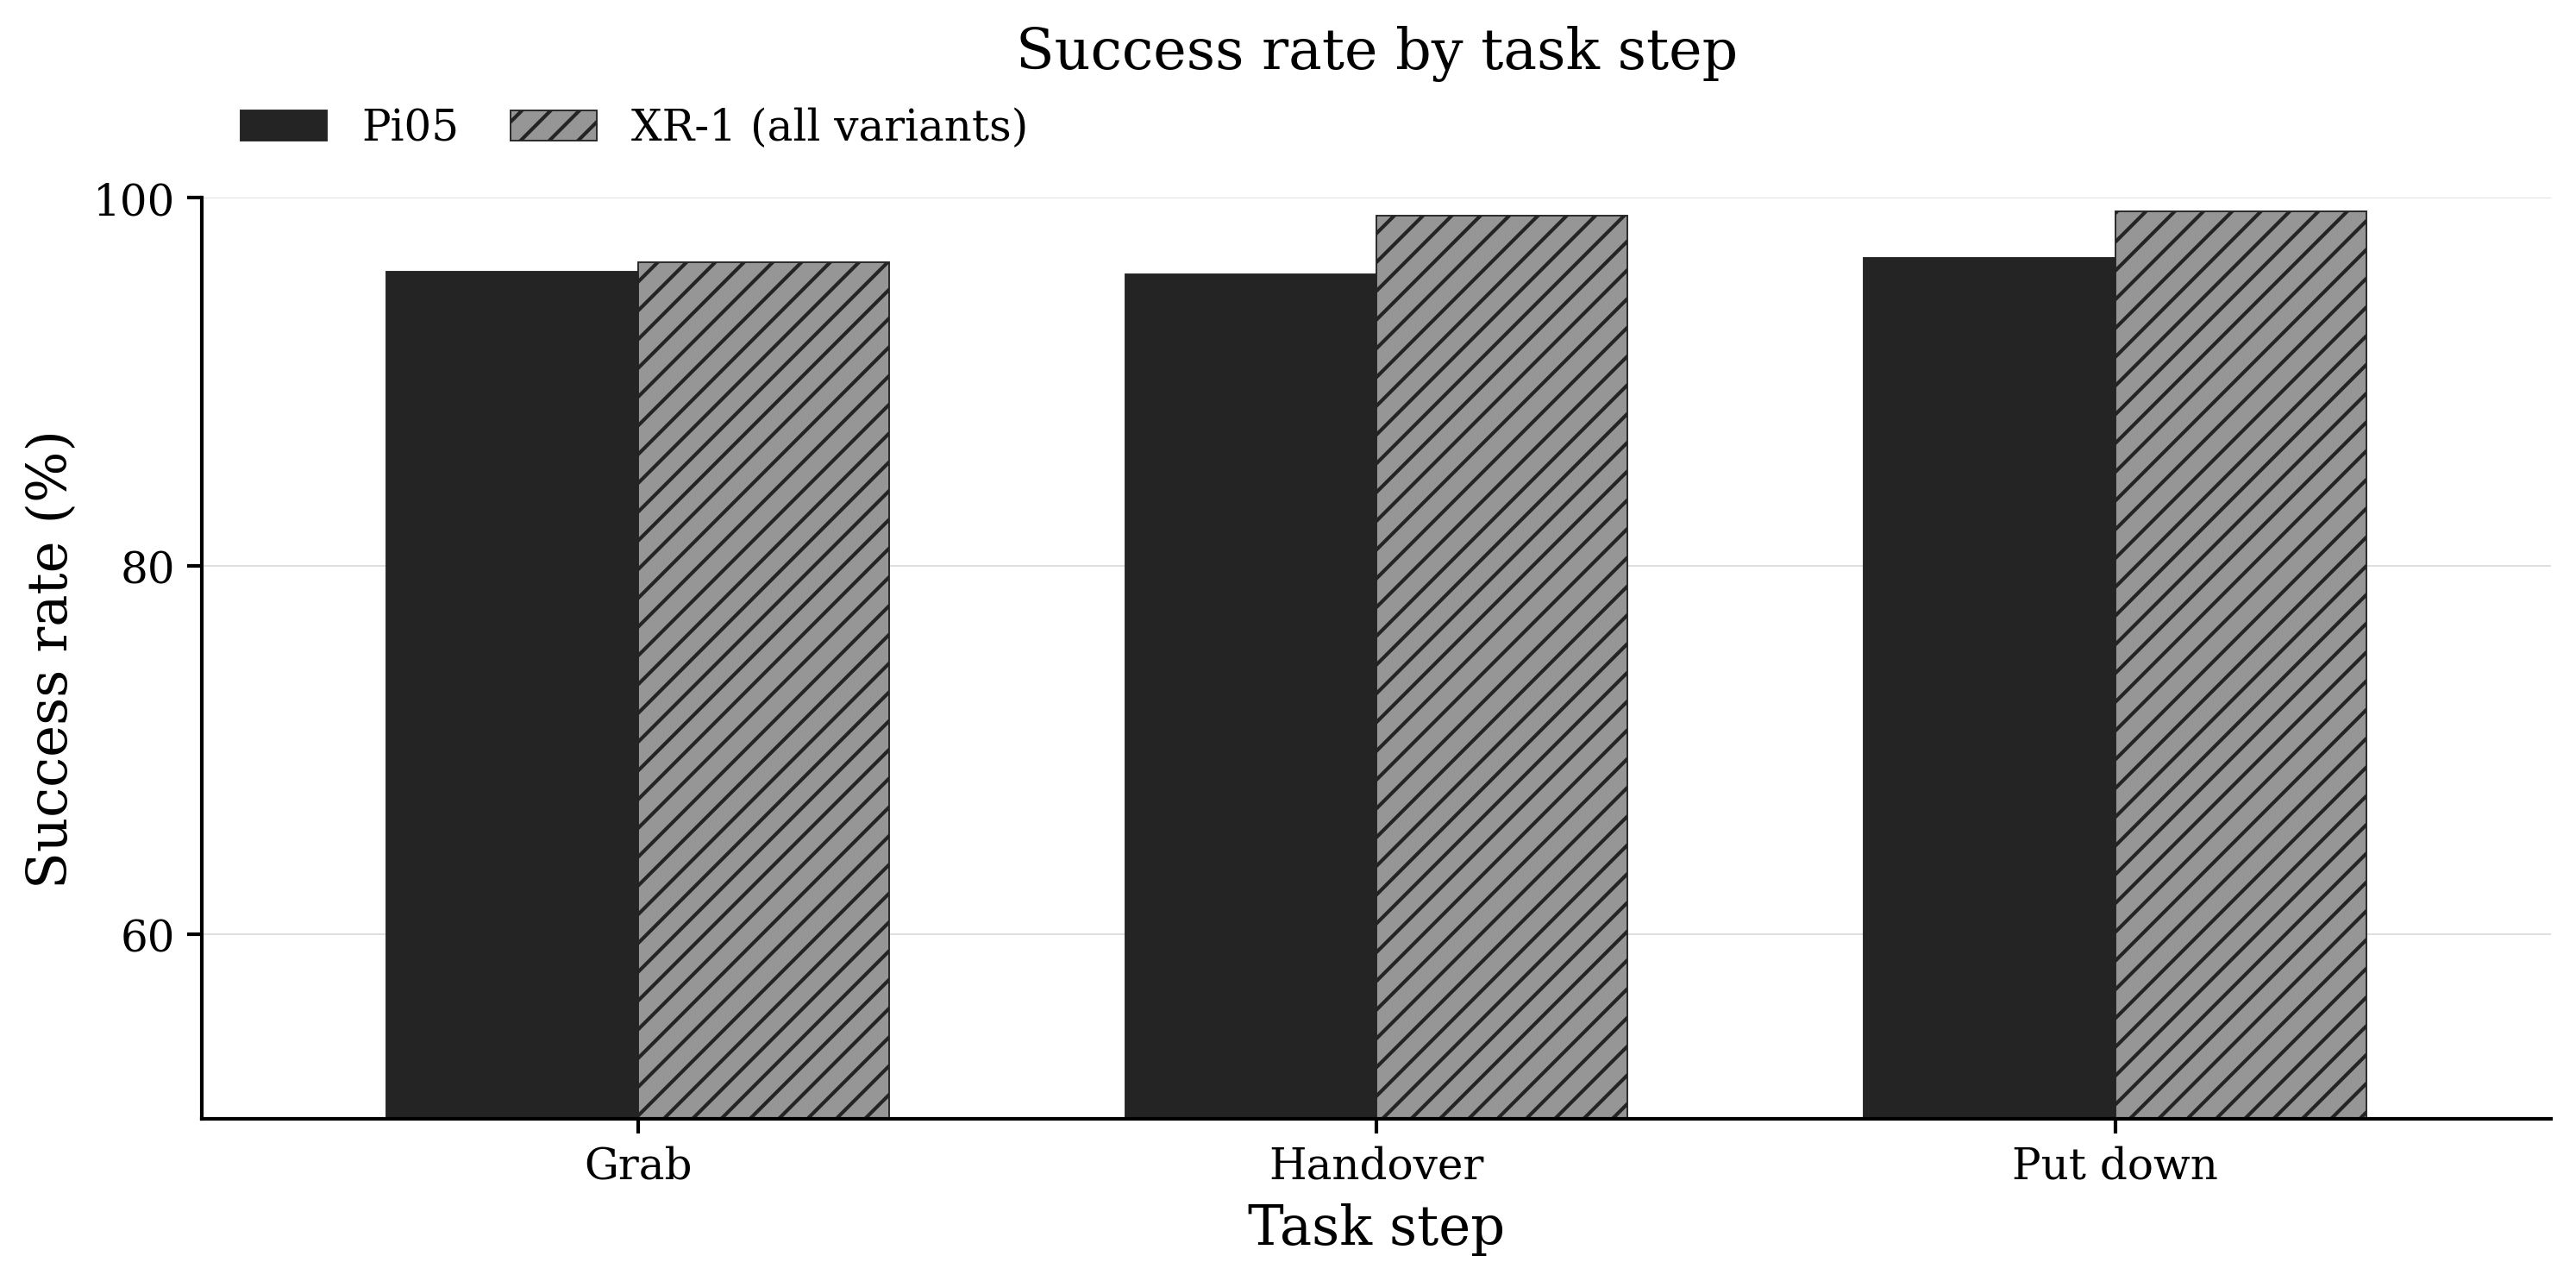 Success rate by task step
Pi05
XR-1 (all variants)
Success rate (%)
100
80
60
Grab
Handover
Put down
Task step